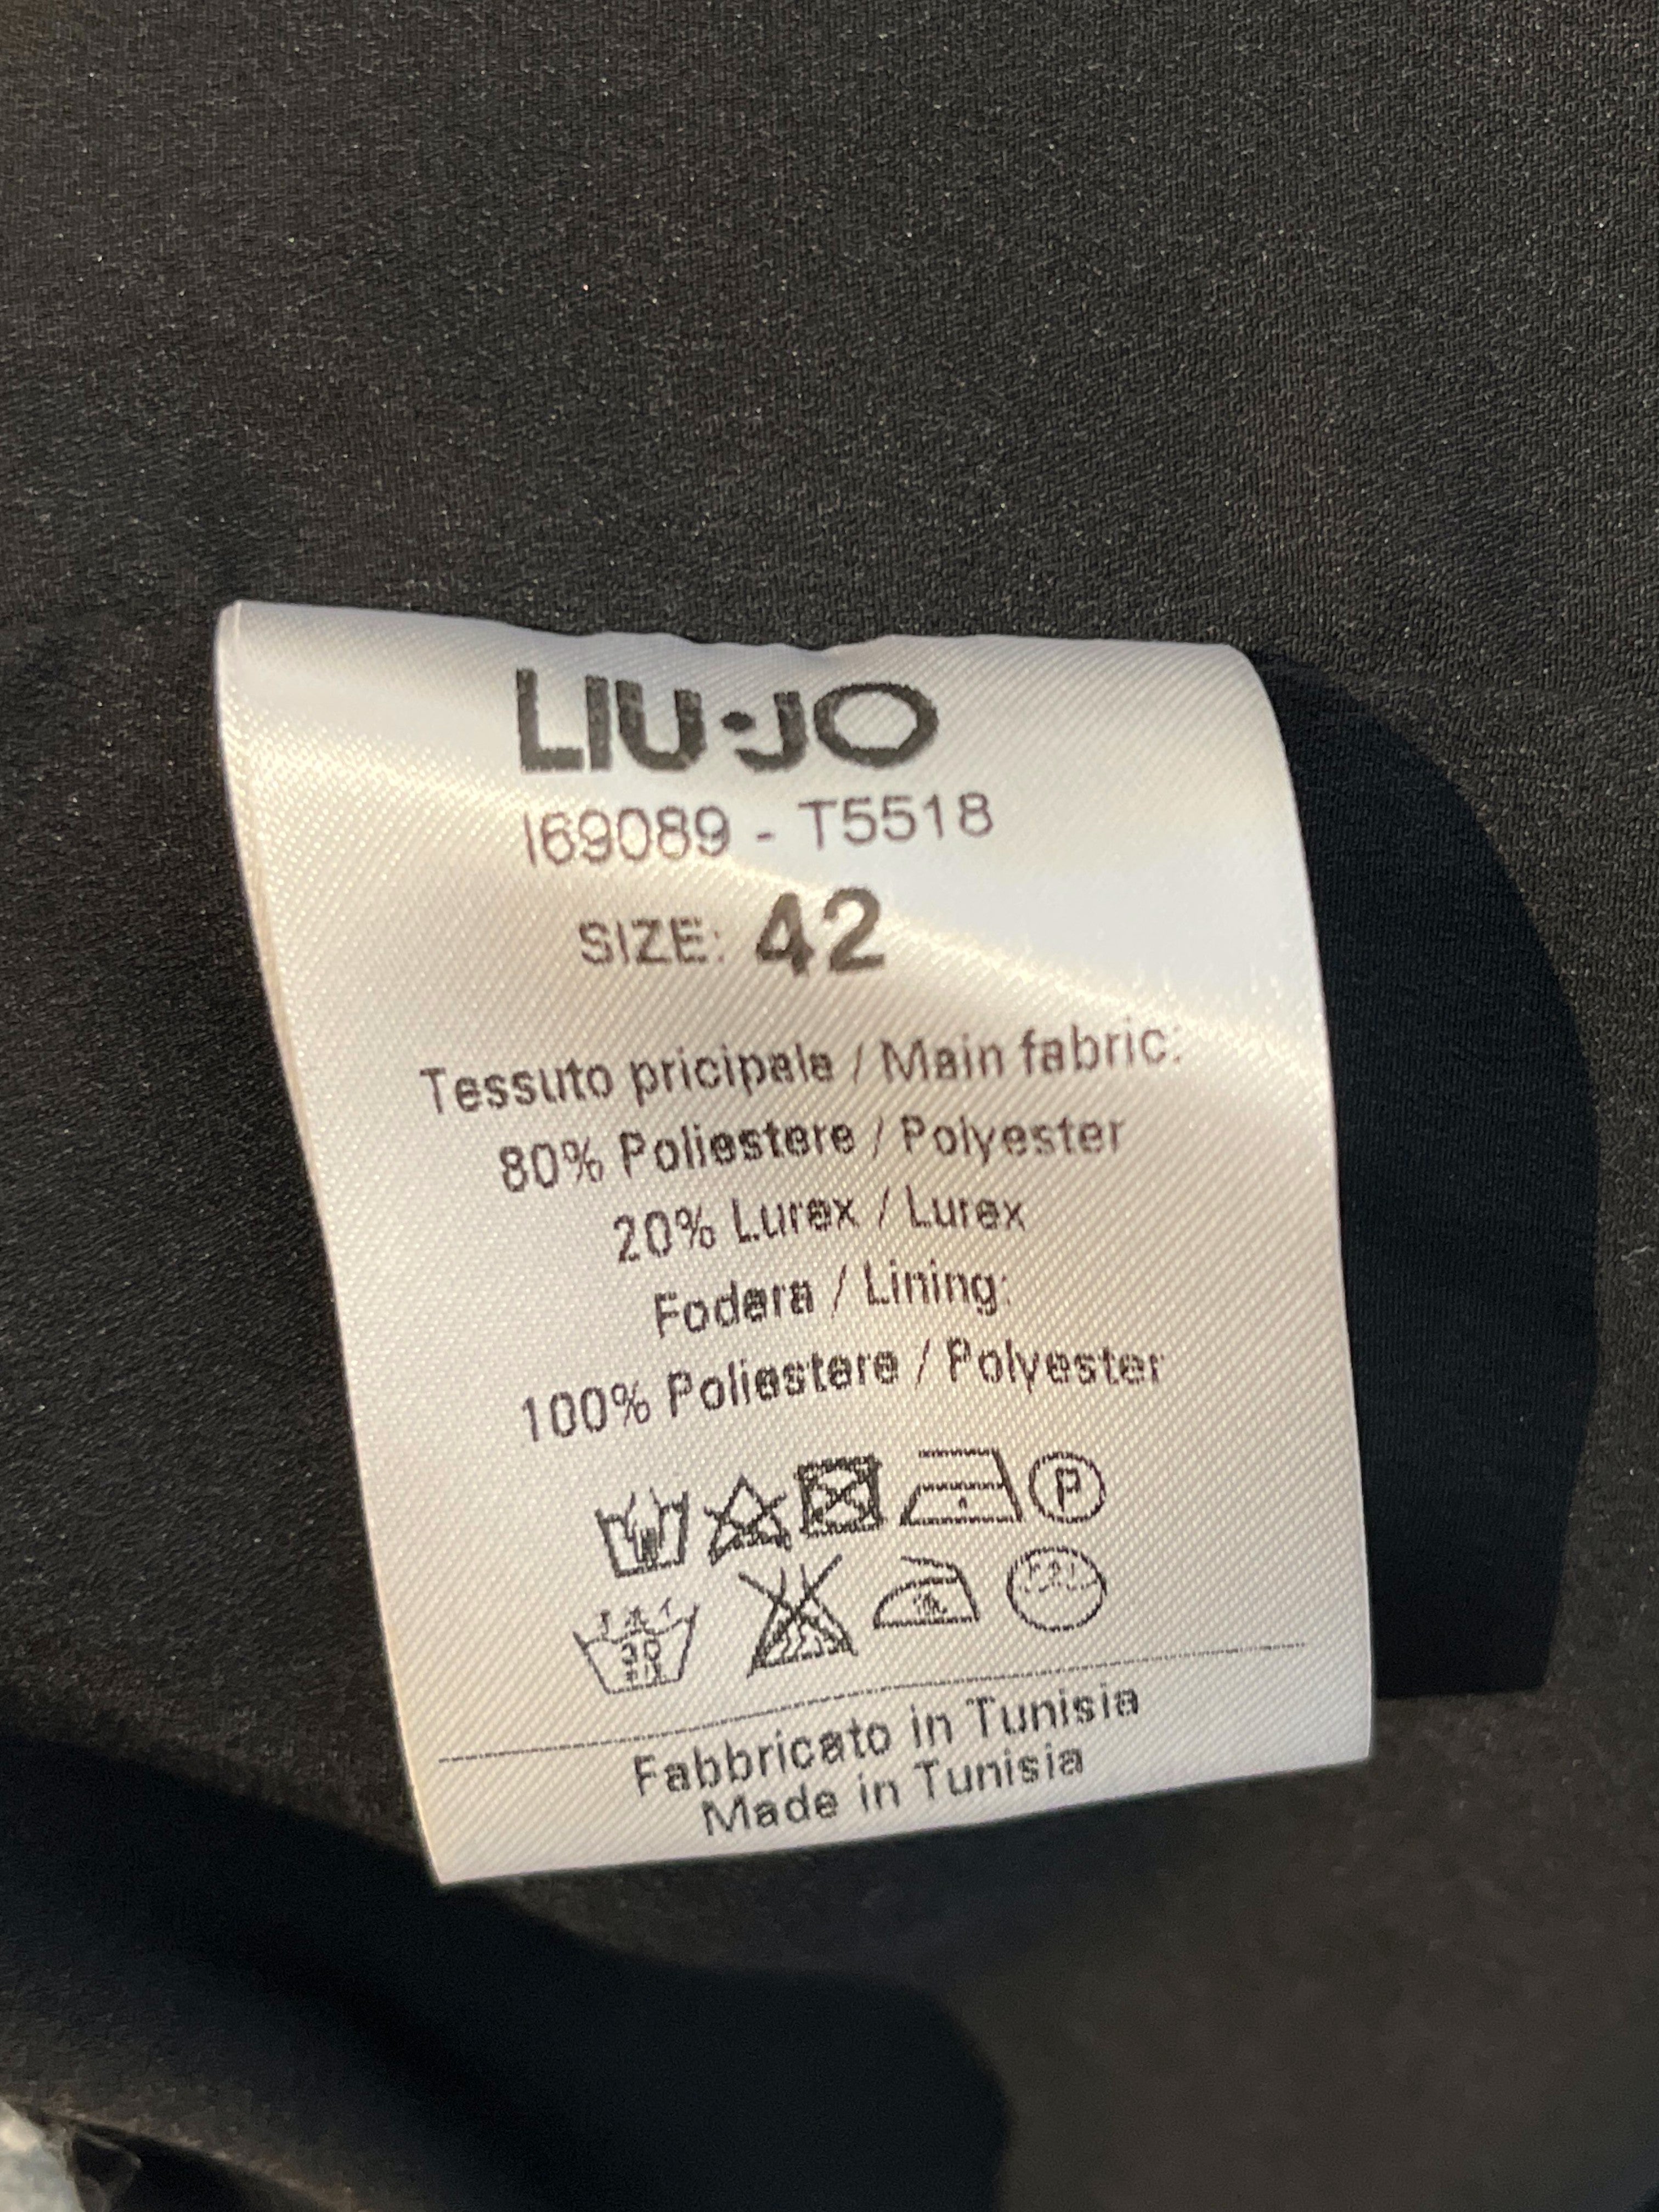 LIU·JO
I69089 - T5518
SIZE: 42
Tessuto pricipale / Main fabric:
80% Poliestere / Polyester
20% Lurex / Lurex
Fodera / Lining:
100% Poliestere / Polyester
P
30
Fabbricato in Tunisia
Made in Tunisia